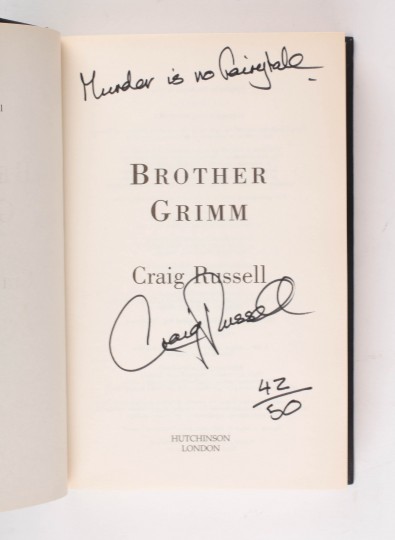 Murder is no fairytale.
BROTHER
GRIMM
Craig Russell
Craig Russell
42
50
HUTCHINSON
LONDON